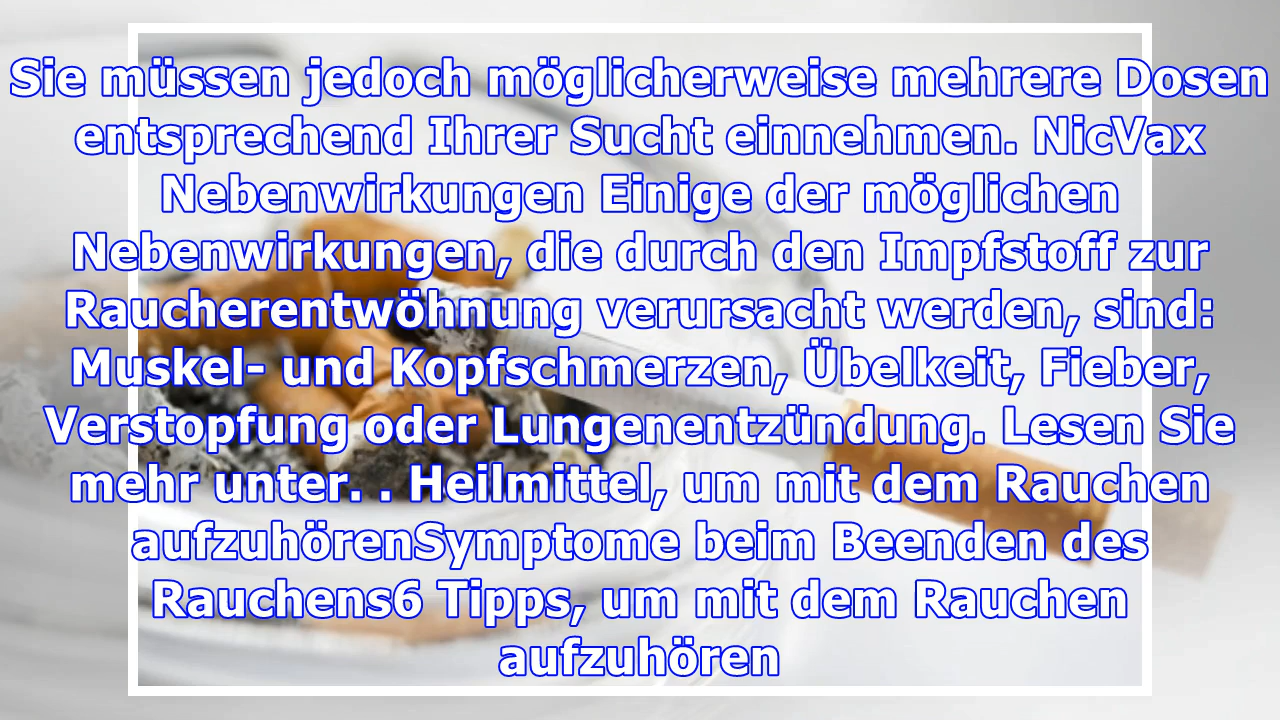 Sie müssen jedoch möglicherweise mehrere Dosen
entsprechend Ihrer Sucht einnehmen. NicVax
Nebenwirkungen Einige der möglichen
Nebenwirkungen, die durch den Impfstoff zur
Raucherentwöhnung verursacht werden, sind:
Muskel- und Kopfschmerzen, Übelkeit, Fieber,
Verstopfung oder Lungenentzündung. Lesen Sie
mehr unter. . Heilmittel, um mit dem Rauchen
aufzuhörenSymptome beim Beenden des
Rauchens6 Tipps, um mit dem Rauchen
aufzuhören